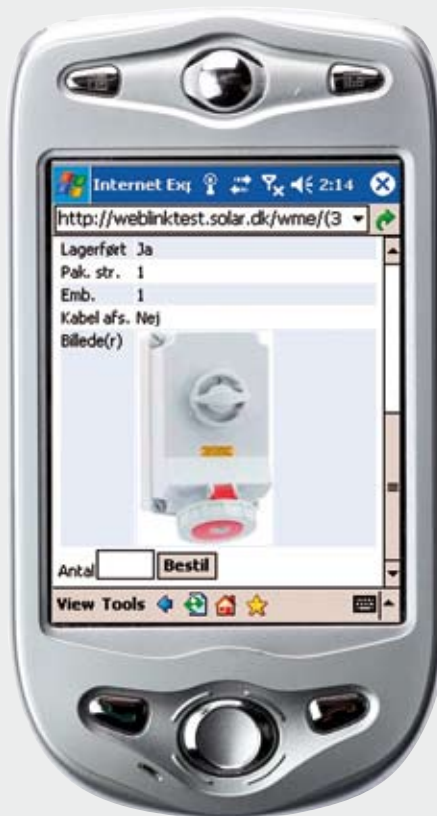 Internet Exp 2:14
http://weblinktest.solar.dk/wme/(3
Lagerført Ja
Pak. str. 1
Emb. 1
Kabel afs. Nej
Billede(r)
Antal Bestil
View Tools